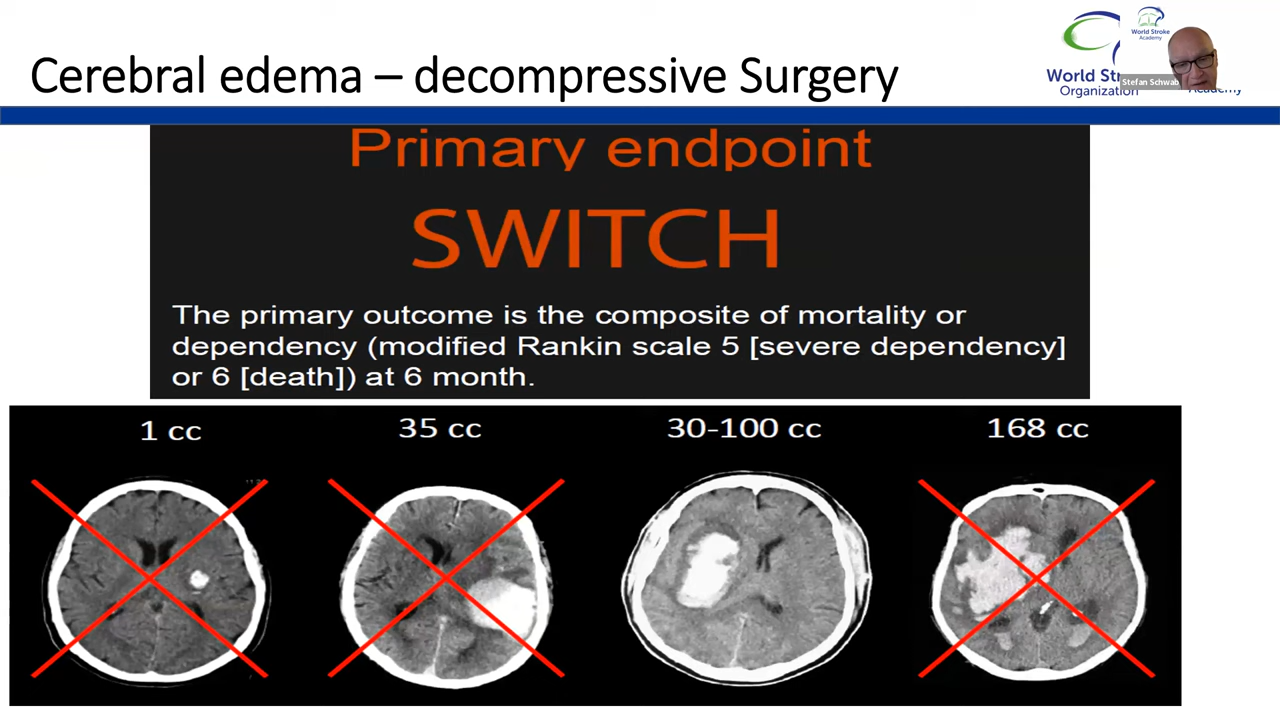 Cerebral edema – decompressive Surgery
World Stroke
Academy
World Str
Organization
Stefan Schwab
Primary endpoint
SWITCH
The primary outcome is the composite of mortality or
dependency (modified Rankin scale 5 [severe dependency]
or 6 [death]) at 6 month.
1 cc
35 cc
30-100 cc
168 cc